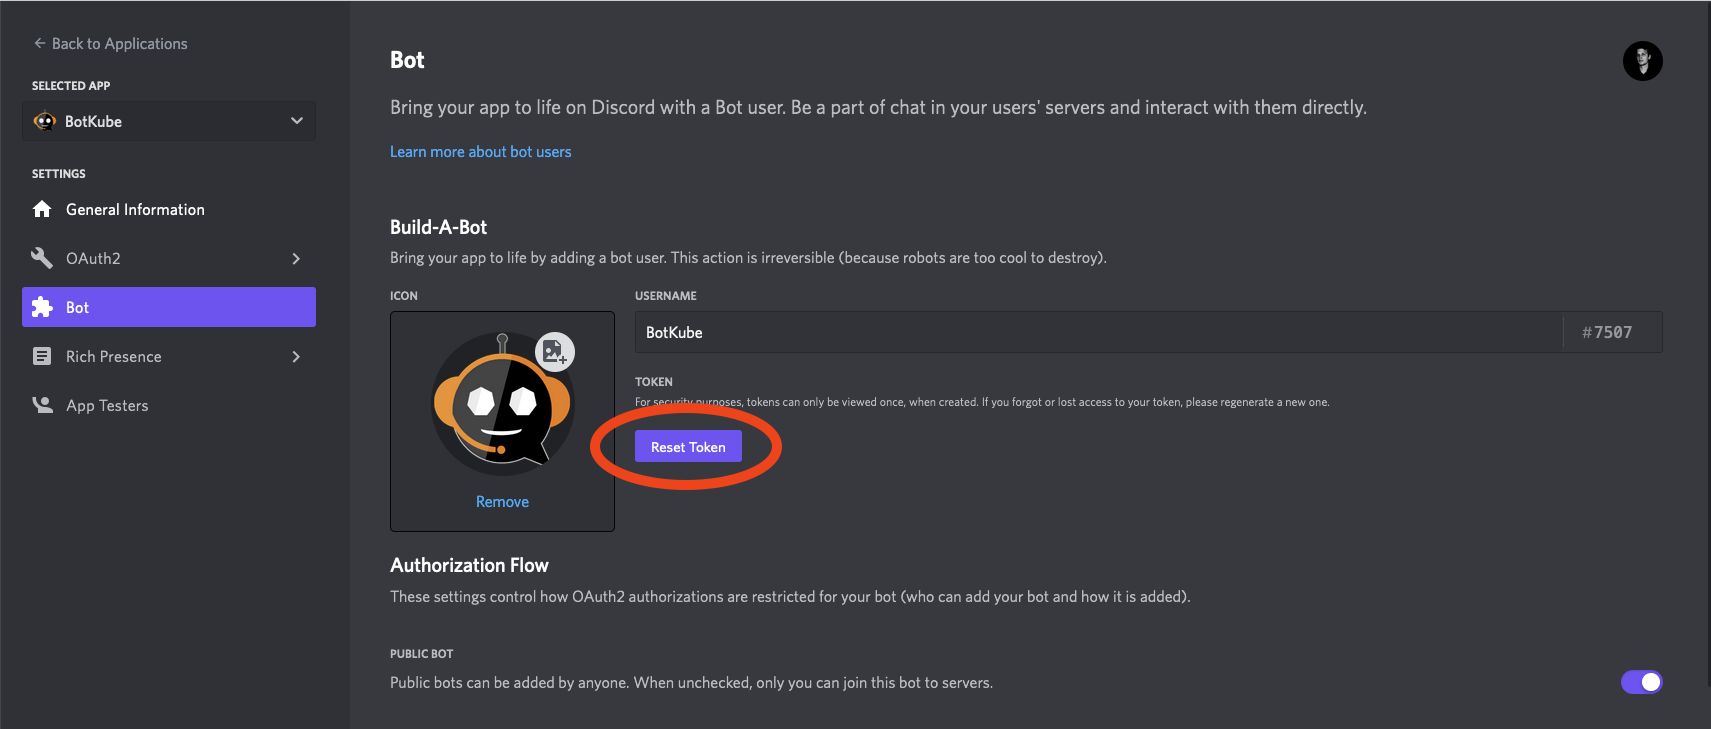 ← Back to Applications
SELECTED APP
BotKube
SETTINGS
General Information
OAuth2
Bot
Rich Presence
App Testers
Bot
Bring your app to life on Discord with a Bot user. Be a part of chat in your users' servers and interact with them directly.
Learn more about bot users
Build-A-Bot
Bring your app to life by adding a bot user. This action is irreversible (because robots are too cool to destroy).
ICON
Remove
USERNAME
BotKube #7507
TOKEN
For security purposes, tokens can only be viewed once, when created. If you forgot or lost access to your token, please regenerate a new one.
Reset Token
Authorization Flow
These settings control how OAuth2 authorizations are restricted for your bot (who can add your bot and how it is added).
PUBLIC BOT
Public bots can be added by anyone. When unchecked, only you can join this bot to servers.